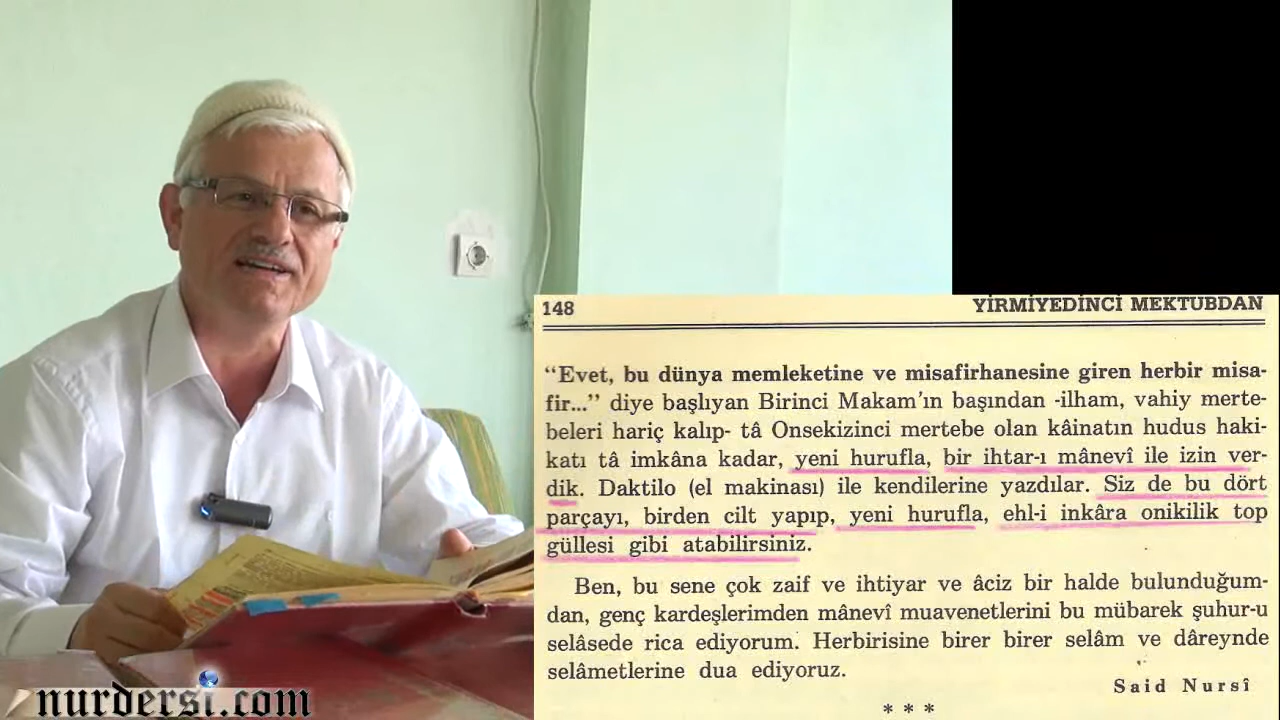 148 YİRMİYEDİNCİ MEKTUBDAN
“Evet, bu dünya memleketine ve misafirhanesine giren herbir misa-
fir...” diye başlıyan Birinci Makam’ın başından -ilham, vahiy merte-
beleri hariç kalıp- tâ Onsekizinci mertebe olan kâinatın hudus haki-
katı tâ imkâna kadar, yeni hurufla, bir ihtar-ı mânevî ile izin ver-
dik. Daktilo (el makinası) ile kendilerine yazdılar. Siz de bu dört
parçayı, birden cilt yapıp, yeni hurufla, ehl-i inkâra onikilik top
güllesi gibi atabilirsiniz.
Ben, bu sene çok zaif ve ihtiyar ve âciz bir halde bulunduğum-
dan, genç kardeşlerimden mânevî muavenetlerini bu mübarek şuhur-u
selâsede rica ediyorum. Herbirisine birer birer selâm ve dâreynde
selâmetlerine dua ediyoruz.
Said Nursî
* * *
nurdersi.com